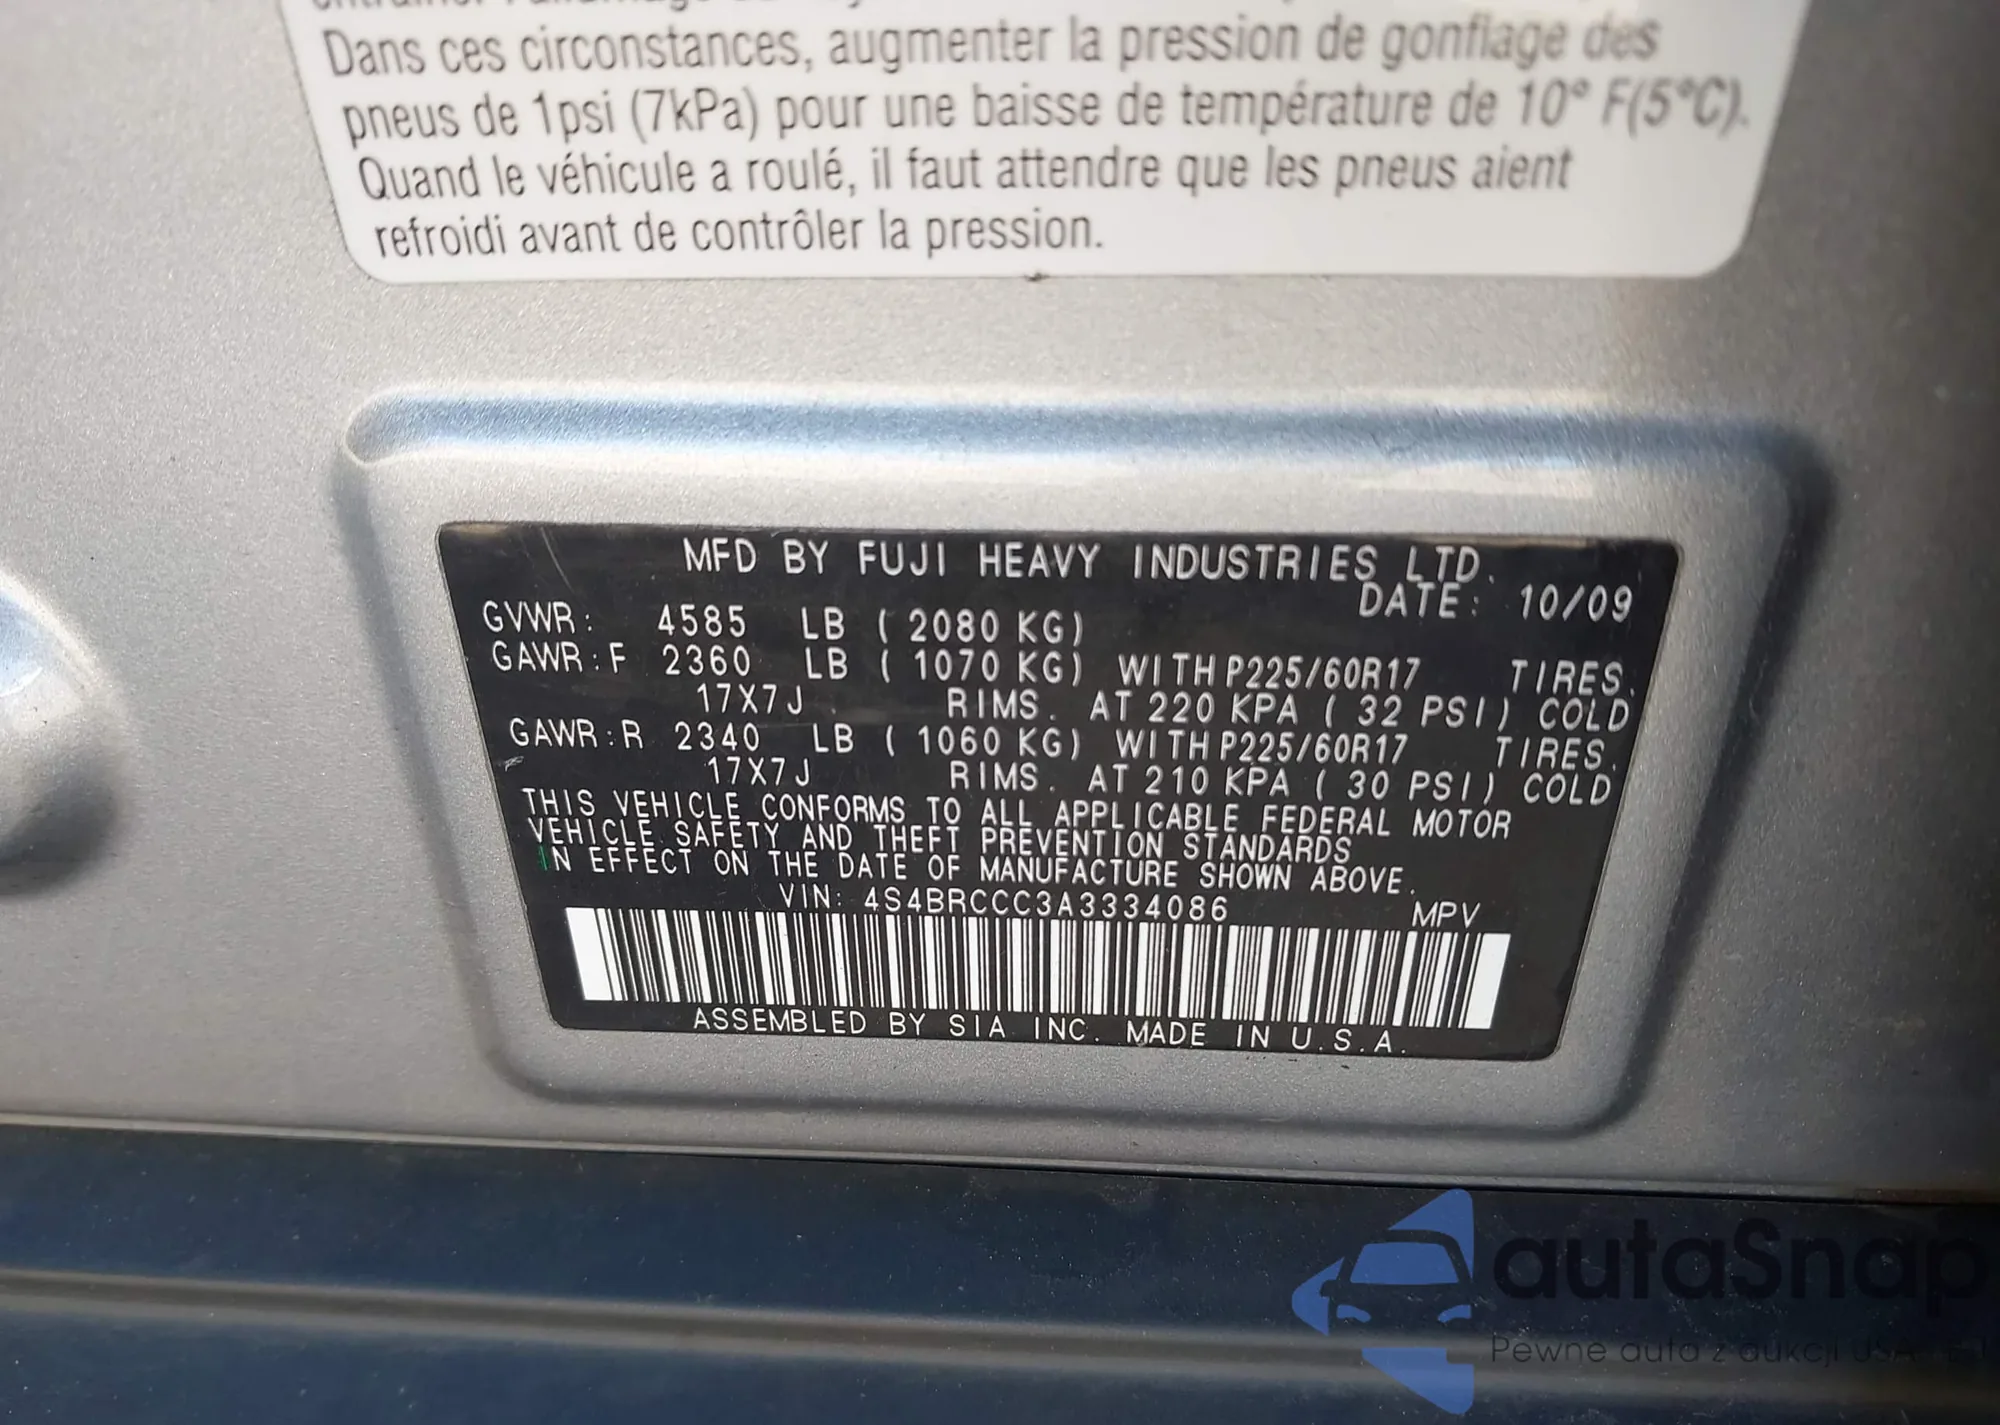 Dans ces circonstances, augmenter la pression de gonflage des
pneus de 1psi (7kPa) pour une baisse de température de 10° F(5°C).
Quand le véhicule a roulé, il faut attendre que les pneus aient
refroidi avant de contrôler la pression.
MFD BY FUJI HEAVY INDUSTRIES LTD.
DATE: 10/09
GVWR: 4585 LB ( 2080 KG)
GAWR:F 2360 LB ( 1070 KG) WITH P225/60R17 TIRES.
17X7J RIMS. AT 220 KPA ( 32 PSI) COLD
GAWR:R 2340 LB ( 1060 KG) WITH P225/60R17 TIRES.
17X7J RIMS. AT 210 KPA ( 30 PSI) COLD
THIS VEHICLE CONFORMS TO ALL APPLICABLE FEDERAL MOTOR
VEHICLE SAFETY AND THEFT PREVENTION STANDARDS
IN EFFECT ON THE DATE OF MANUFACTURE SHOWN ABOVE.
VIN: 4S4BRCCC3A3334086 MPV
ASSEMBLED BY SIA INC. MADE IN U.S.A.
autoSnap
Pewne auta z aukcji USA